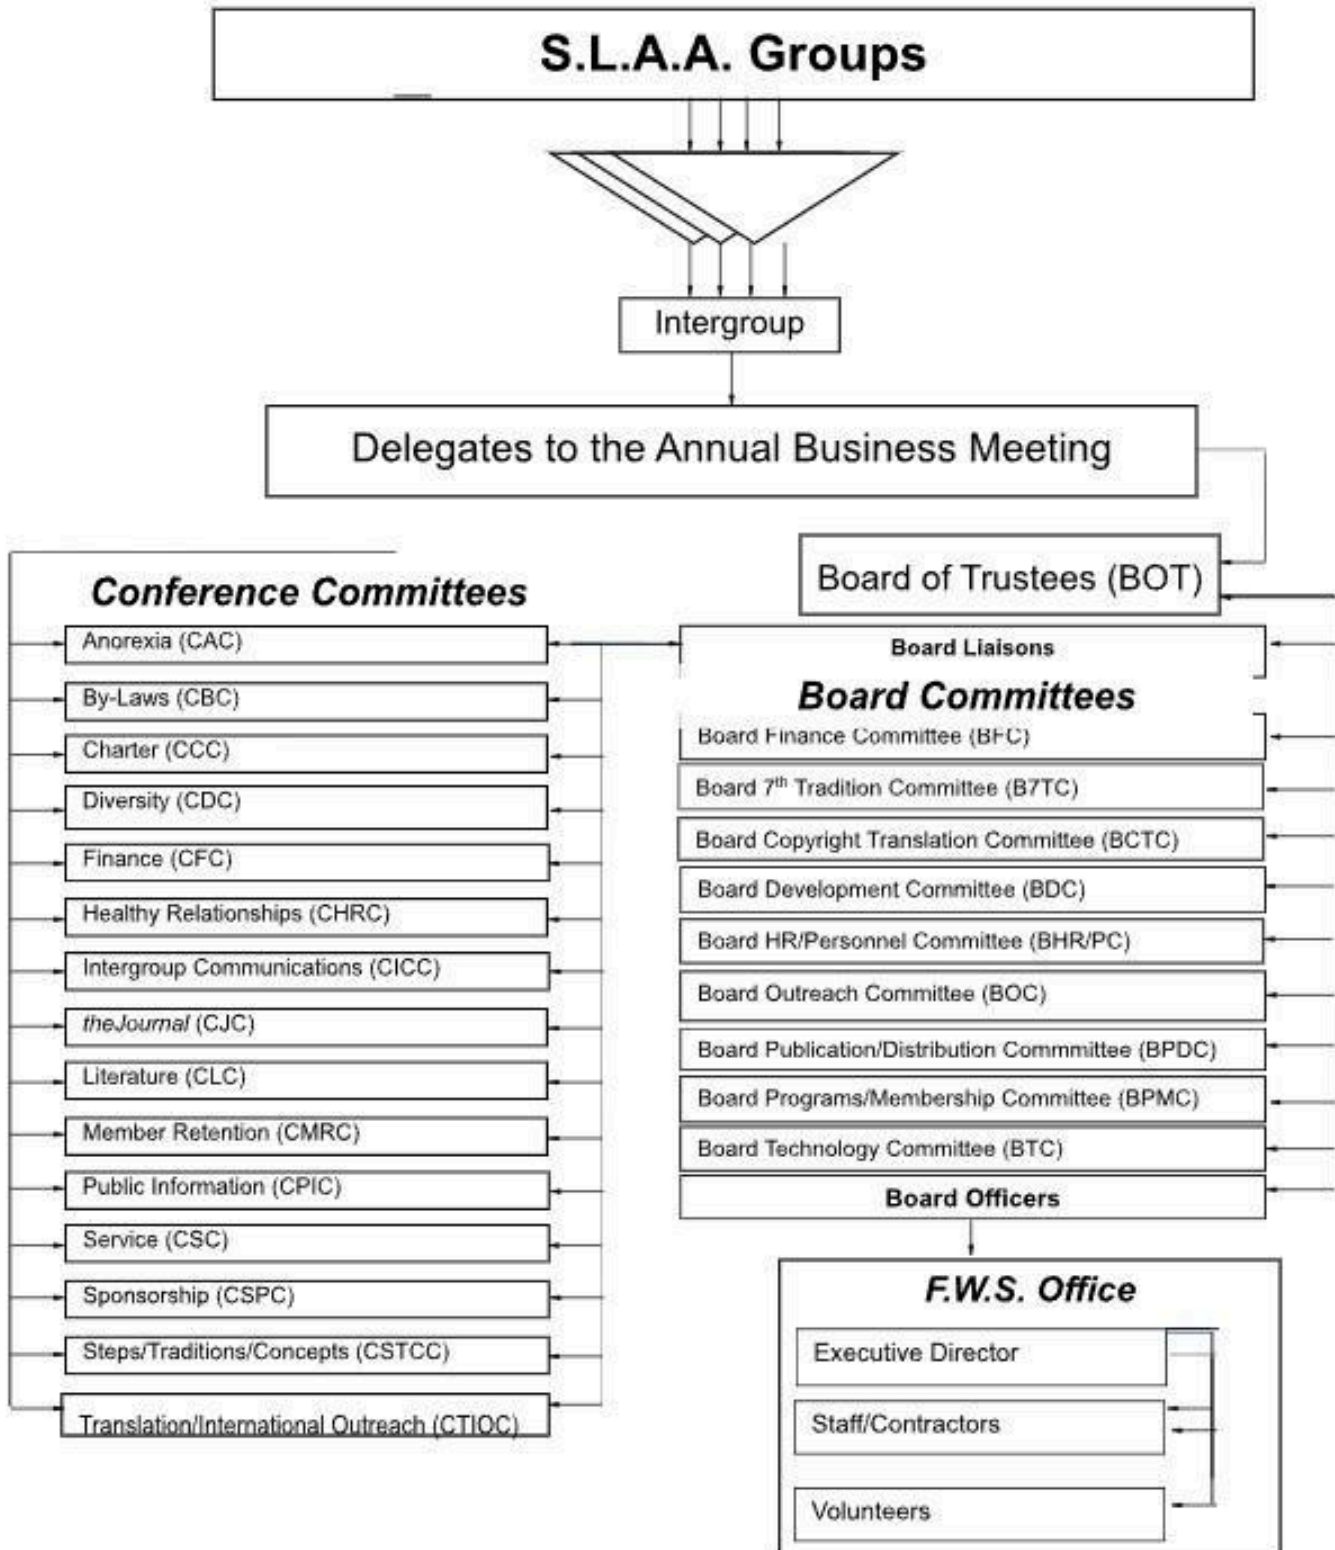 S.L.A.A. Groups
Intergroup
Delegates to the Annual Business Meeting
Board of Trustees (BOT)
Conference Committees
Anorexia (CAC)
By-Laws (CBC)
Charter (CCC)
Diversity (CDC)
Finance (CFC)
Healthy Relationships (CHRC)
Intergroup Communications (CICC)
theJournal (CJC)
Literature (CLC)
Member Retention (CMRC)
Public Information (CPIC)
Service (CSC)
Sponsorship (CSPC)
Steps/Traditions/Concepts (CSTCC)
Translation/International Outreach (CTIOC)
Board Liaisons
Board Committees
Board Finance Committee (BFC)
Board 7th Tradition Committee (B7TC)
Board Copyright Translation Committee (BCTC)
Board Development Committee (BDC)
Board HR/Personnel Committee (BHR/PC)
Board Outreach Committee (BOC)
Board Publication/Distribution Commmittee (BPDC)
Board Programs/Membership Committee (BPMC)
Board Technology Committee (BTC)
Board Officers
F.W.S. Office
Executive Director
Staff/Contractors
Volunteers